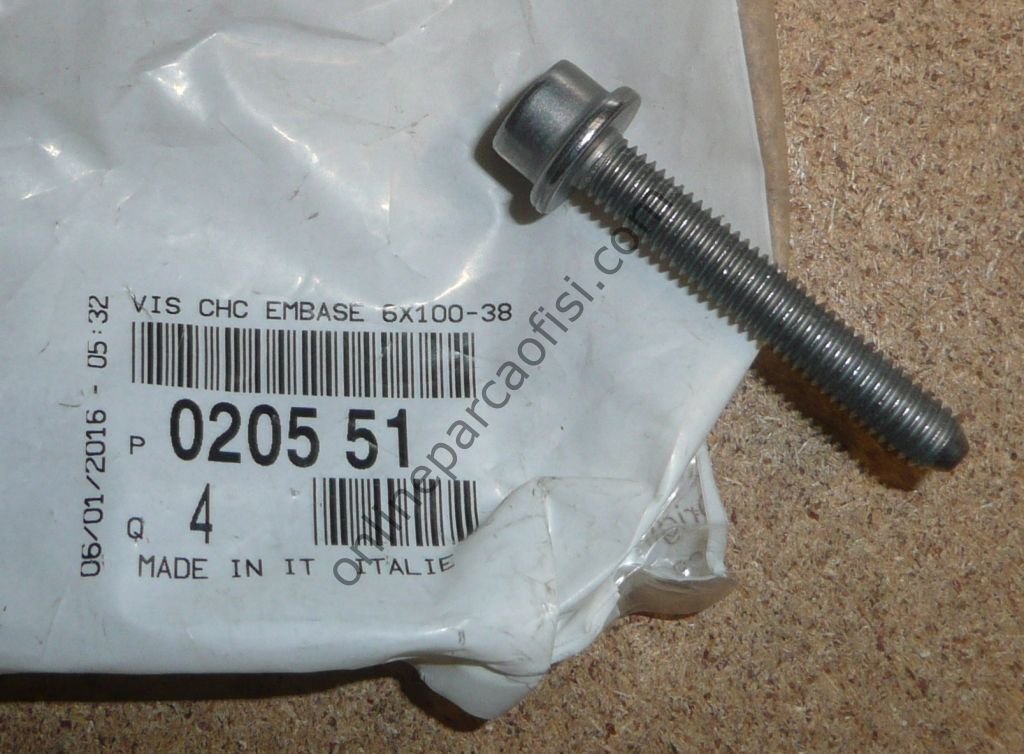 VIS CHC EMBASE 6X100-38
P 0205 51
Q 4
MADE IN IT ITALIE
06/01/2016 - 05:32
onlineparcaofisi.com